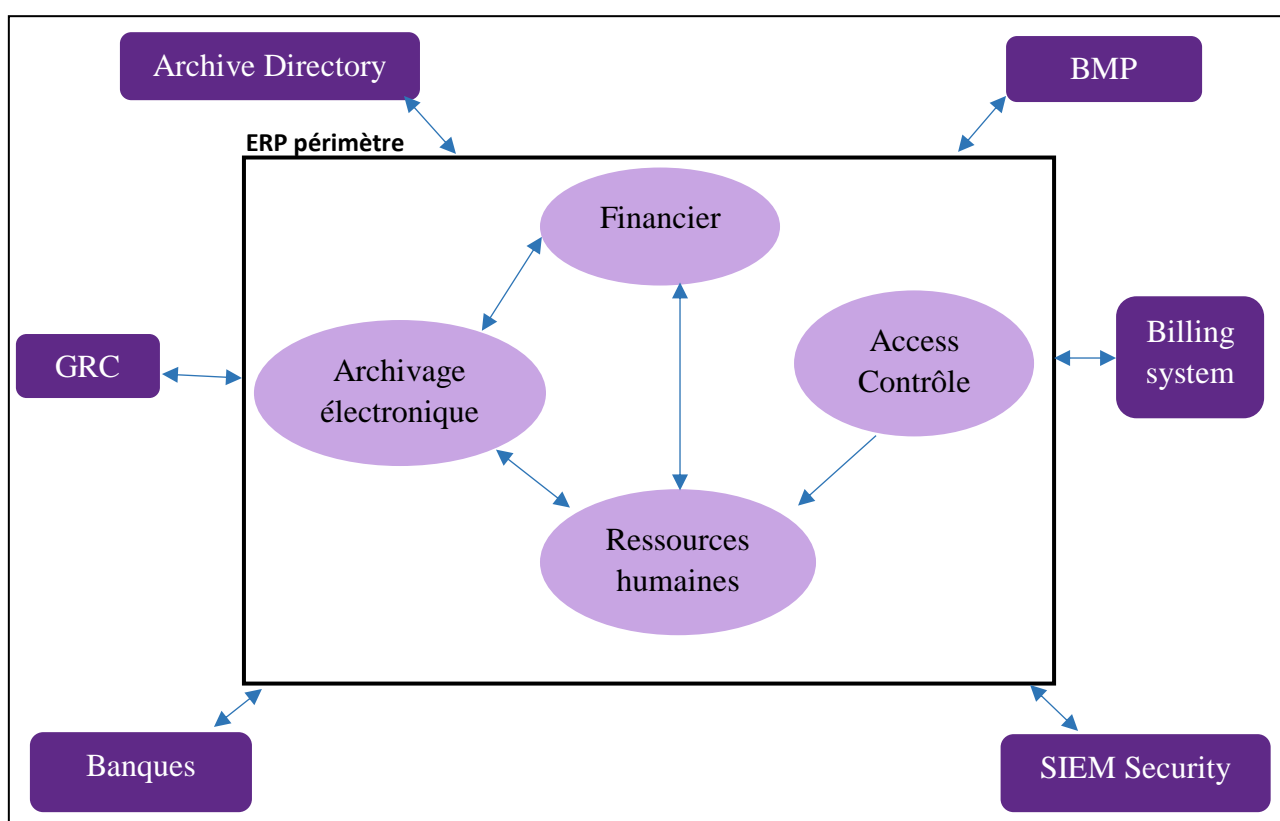 Archive Directory
BMP
ERP périmètre
Financier
Access
Contrôle
Billing
system
GRC
Archivage
électronique
Ressources
humaines
Banques
SIEM Security